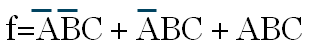 f=A̅B̅C + A̅BC + ABC